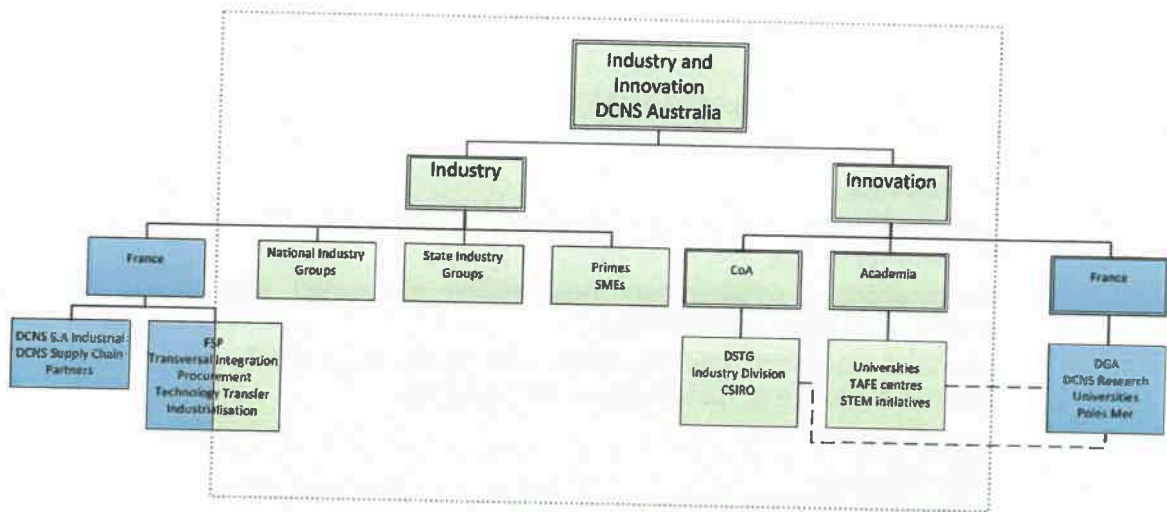 Industry and
Innovation
DCNS Australia
Industry
Innovation
France
National Industry
Groups
State Industry
Groups
Primes
SMEs
CoA
Academia
France
DCNS S.A Industrial
DCNS Supply Chain
Partners
FSP
Transversal Integration
Procurement
Technology Transfer
Industrialisation
DSTG
Industry Division
CSIRO
Universities
TAFE centres
STEM initiatives
DGA
DCNS Research
Universities
Poles Mer